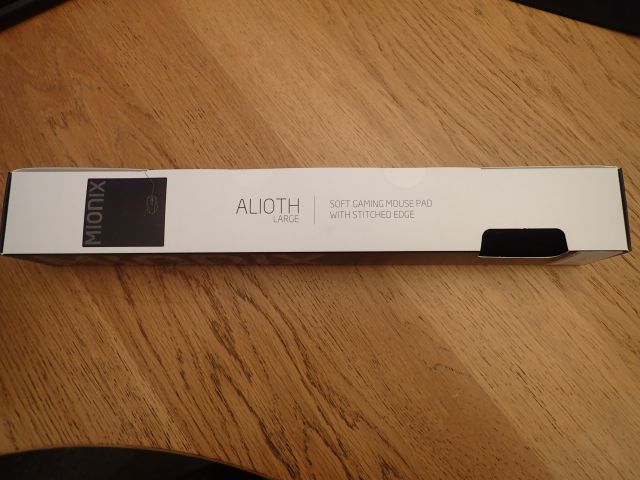 MIONIX
ALIOTH
LARGE
SOFT GAMING MOUSE PAD
WITH STITCHED EDGE